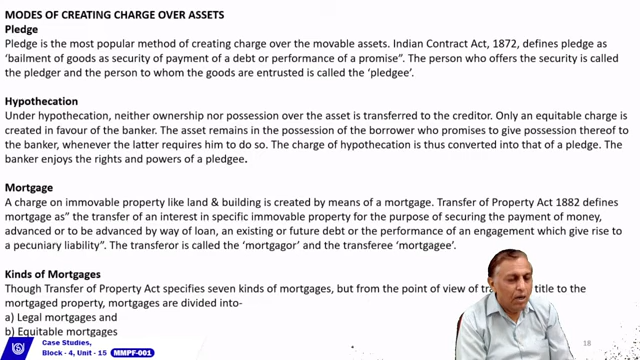 MODES OF CREATING CHARGE OVER ASSETS
Pledge
Pledge is the most popular method of creating charge over the movable assets. Indian Contract Act, 1872, defines pledge as
‘bailment of goods as security of payment of a debt or performance of a promise”. The person who offers the security is called
the pledger and the person to whom the goods are entrusted is called the ‘pledgee’.
Hypothecation
Under hypothecation, neither ownership nor possession over the asset is transferred to the creditor. Only an equitable charge is
created in favour of the banker. The asset remains in the possession of the borrower who promises to give possession thereof to
the banker, whenever the latter requires him to do so. The charge of hypothecation is thus converted into that of a pledge. The
banker enjoys the rights and powers of a pledgee.
Mortgage
A charge on immovable property like land & building is created by means of a mortgage. Transfer of Property Act 1882 defines
mortgage as” the transfer of an interest in specific immovable property for the purpose of securing the payment of money,
advanced or to be advanced by way of loan, an existing or future debt or the performance of an engagement which give rise to
a pecuniary liability”. The transferor is called the ‘mortgagor’ and the transferee ‘mortgagee’.
Kinds of Mortgages
Though Transfer of Property Act specifies seven kinds of mortgages, but from the point of view of title to the
mortgaged property, mortgages are divided into-
a) Legal mortgages and
b) Equitable mortgages
Case Studies,
Block - 4, Unit - 15 MMPF-001
18